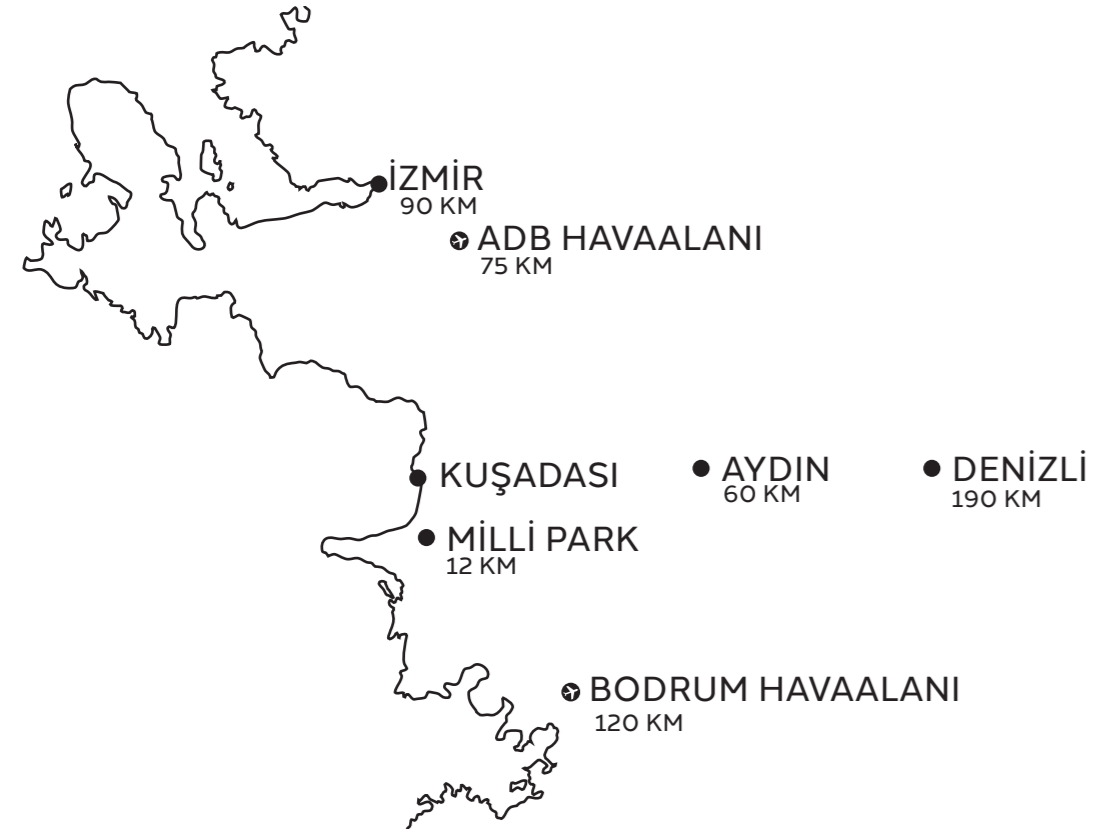 İZMİR
90 KM
ADB HAVAALANI
75 KM
KUŞADASI
AYDIN
60 KM
DENİZLİ
190 KM
MİLLİ PARK
12 KM
BODRUM HAVAALANI
120 KM